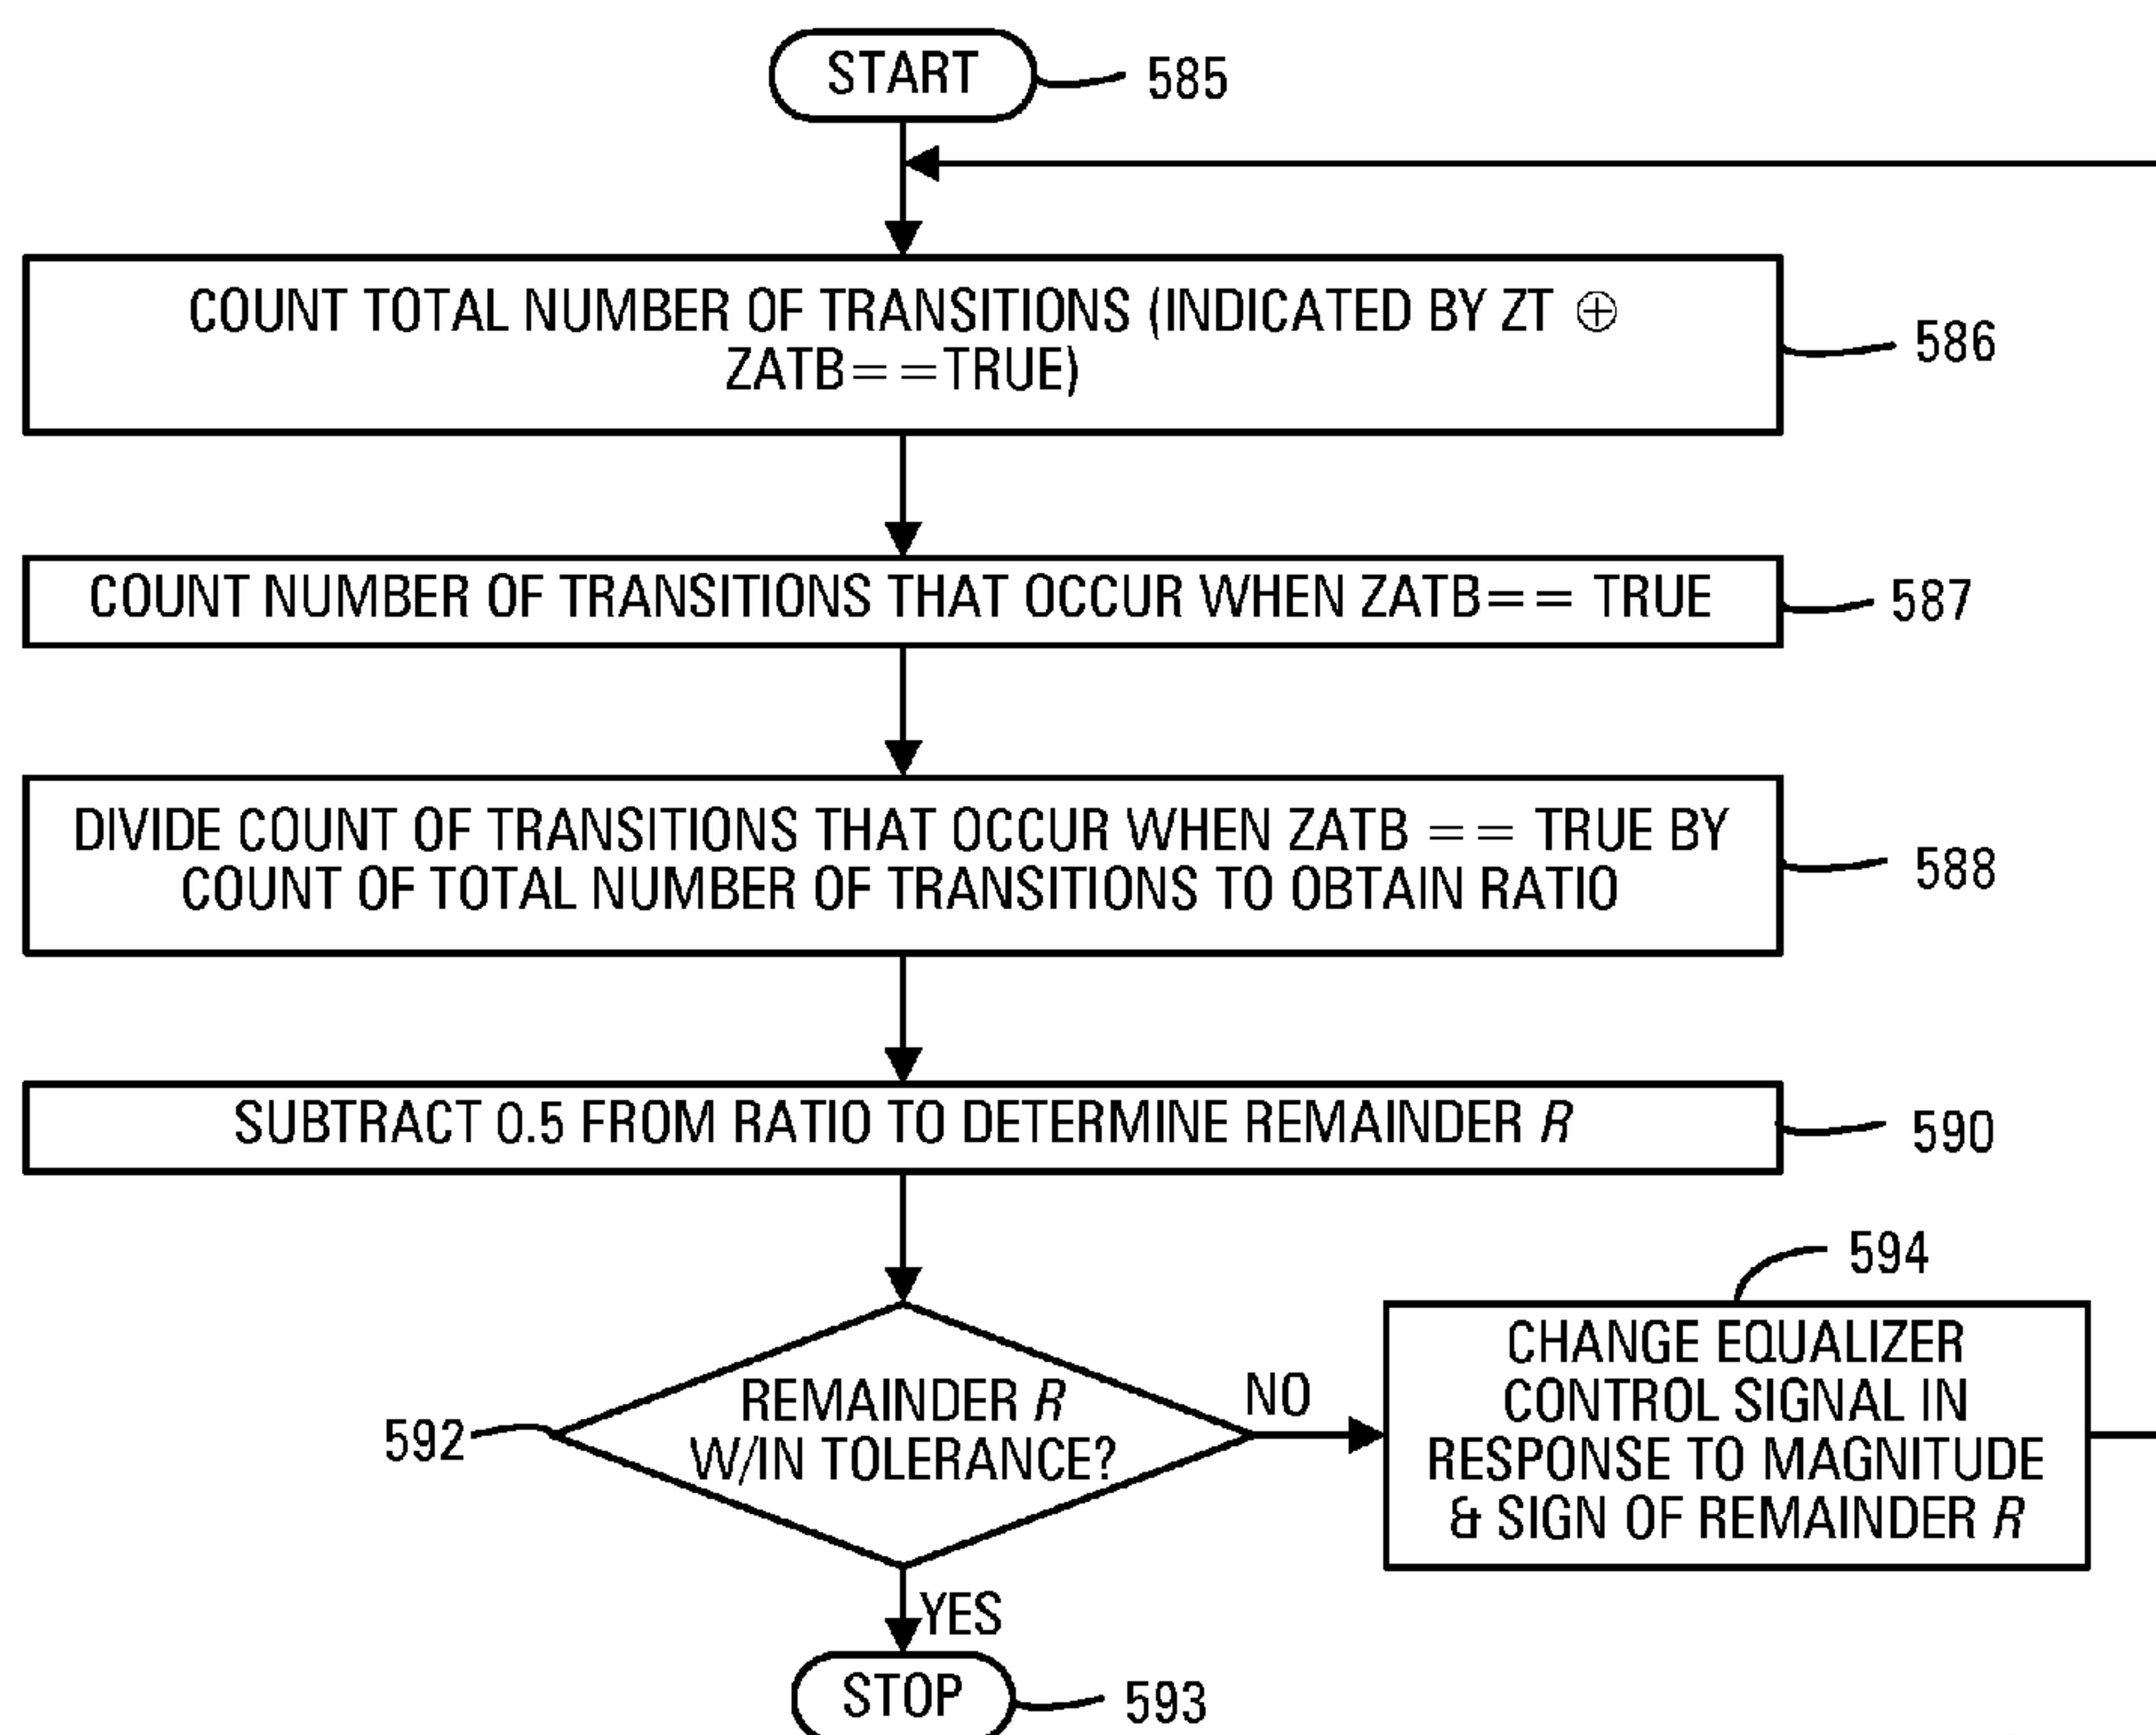 START
585
COUNT TOTAL NUMBER OF TRANSITIONS (INDICATED BY ZT ⊕
ZATB==TRUE)
586
COUNT NUMBER OF TRANSITIONS THAT OCCUR WHEN ZATB== TRUE
587
DIVIDE COUNT OF TRANSITIONS THAT OCCUR WHEN ZATB == TRUE BY
COUNT OF TOTAL NUMBER OF TRANSITIONS TO OBTAIN RATIO
588
SUBTRACT 0.5 FROM RATIO TO DETERMINE REMAINDER R
590
REMAINDER R
W/IN TOLERANCE?
592
NO
594
CHANGE EQUALIZER
CONTROL SIGNAL IN
RESPONSE TO MAGNITUDE
& SIGN OF REMAINDER R
YES
STOP
593